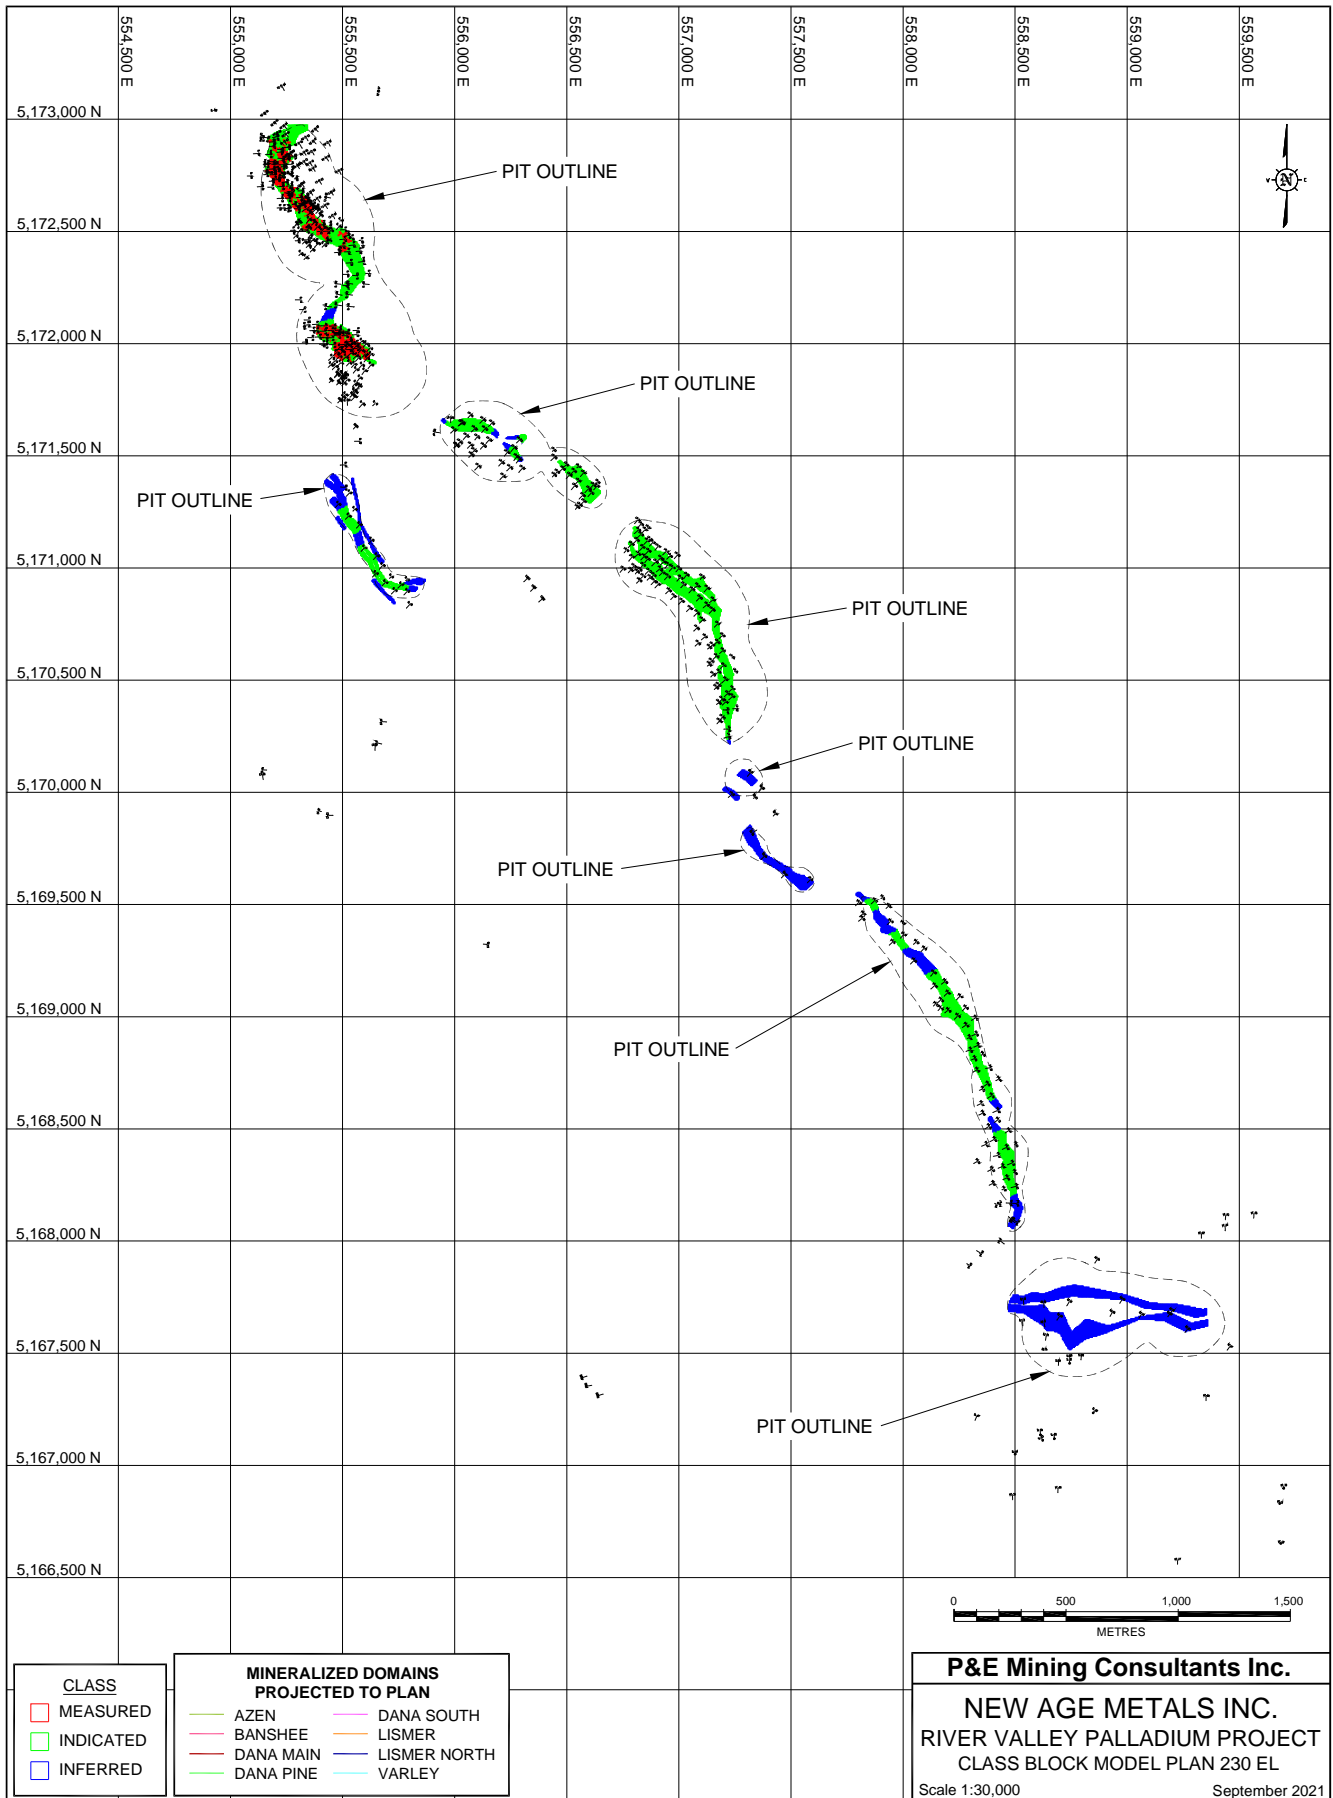 554,500 E
555,000 E
555,500 E
556,000 E
556,500 E
557,000 E
557,500 E
558,000 E
558,500 E
559,000 E
559,500 E
5,173,000 N
PIT OUTLINE
N
W
E
5,172,500 N
5,172,000 N
PIT OUTLINE
5,171,500 N
PIT OUTLINE
5,171,000 N
PIT OUTLINE
5,170,500 N
PIT OUTLINE
5,170,000 N
PIT OUTLINE
5,169,500 N
5,169,000 N
PIT OUTLINE
5,168,500 N
5,168,000 N
5,167,500 N
PIT OUTLINE
5,167,000 N
5,166,500 N
0 500 1,000 1,500
METRES
CLASS
MEASURED
INDICATED
INFERRED
MINERALIZED DOMAINS
PROJECTED TO PLAN
AZEN
BANSHEE
DANA MAIN
DANA PINE
DANA SOUTH
LISMER
LISMER NORTH
VARLEY
P&E Mining Consultants Inc.
NEW AGE METALS INC.
RIVER VALLEY PALLADIUM PROJECT
CLASS BLOCK MODEL PLAN 230 EL
Scale 1:30,000 September 2021